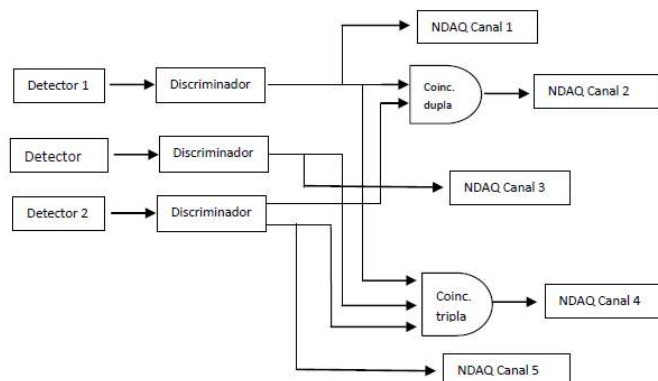 NDAQ Canal 1
Detector 1
Discriminador
Coinc.
dupla
NDAQ Canal 2
Detector
Discriminador
NDAQ Canal 3
Detector 2
Discriminador
Coinc.
tripla
NDAQ Canal 4
NDAQ Canal 5